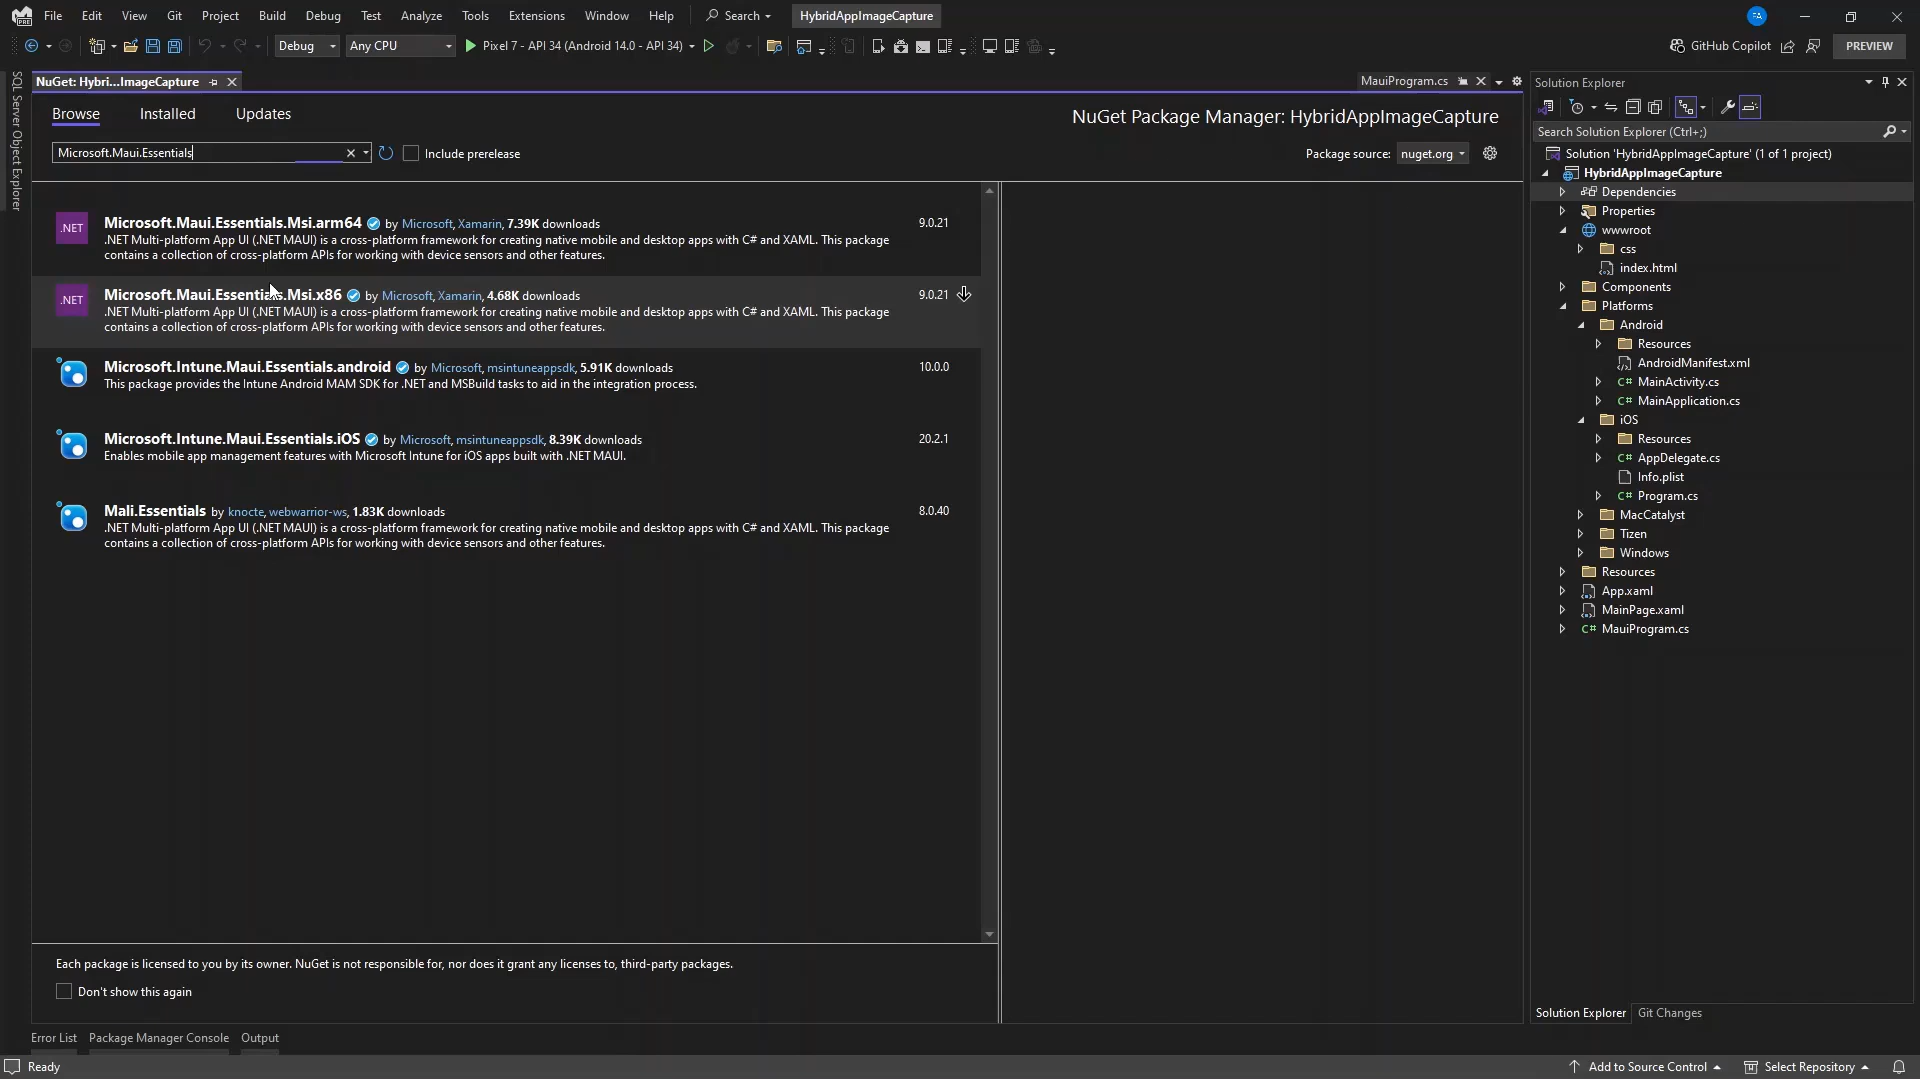 File Edit View Git Project Build Debug Test Analyze Tools Extensions Window Help Search HybridAppImageCapture FA
Debug Any CPU Pixel 7 - API 34 (Android 14.0 - API 34) GitHub Copilot PREVIEW
SQL Server Object Explorer
NuGet: Hybri...ImageCapture MauiProgram.cs
Browse Installed Updates
NuGet Package Manager: HybridAppImageCapture
Microsoft.Maui.Essentials Include prerelease Package source: nuget.org
.NET Microsoft.Maui.Essentials.Msi.arm64 by Microsoft, Xamarin, 7.39K downloads 9.0.21
.NET Multi-platform App UI (.NET MAUI) is a cross-platform framework for creating native mobile and desktop apps with C# and XAML. This package
contains a collection of cross-platform APIs for working with device sensors and other features.
.NET Microsoft.Maui.Essentials.Msi.x86 by Microsoft, Xamarin, 4.68K downloads 9.0.21
.NET Multi-platform App UI (.NET MAUI) is a cross-platform framework for creating native mobile and desktop apps with C# and XAML. This package
contains a collection of cross-platform APIs for working with device sensors and other features.
Microsoft.Intune.Maui.Essentials.android by Microsoft, msintuneappsdk, 5.91K downloads 10.0.0
This package provides the Intune Android MAM SDK for .NET and MSBuild tasks to aid in the integration process.
Microsoft.Intune.Maui.Essentials.iOS by Microsoft, msintuneappsdk, 8.39K downloads 20.2.1
Enables mobile app management features with Microsoft Intune for iOS apps built with .NET MAUI.
Mali.Essentials by knocte, webwarrior-ws, 1.83K downloads 8.0.40
.NET Multi-platform App UI (.NET MAUI) is a cross-platform framework for creating native mobile and desktop apps with C# and XAML. This package
contains a collection of cross-platform APIs for working with device sensors and other features.
Each package is licensed to you by its owner. NuGet is not responsible for, nor does it grant any licenses to, third-party packages.
Don't show this again
Solution Explorer
Search Solution Explorer (Ctrl+;)
Solution 'HybridAppImageCapture' (1 of 1 project)
HybridAppImageCapture
Dependencies
Properties
wwwroot
css
index.html
Components
Platforms
Android
Resources
AndroidManifest.xml
C# MainActivity.cs
C# MainApplication.cs
iOS
Resources
C# AppDelegate.cs
Info.plist
C# Program.cs
MacCatalyst
Tizen
Windows
Resources
App.xaml
MainPage.xaml
C# MauiProgram.cs
Solution Explorer Git Changes
Error List Package Manager Console Output
Ready Add to Source Control Select Repository